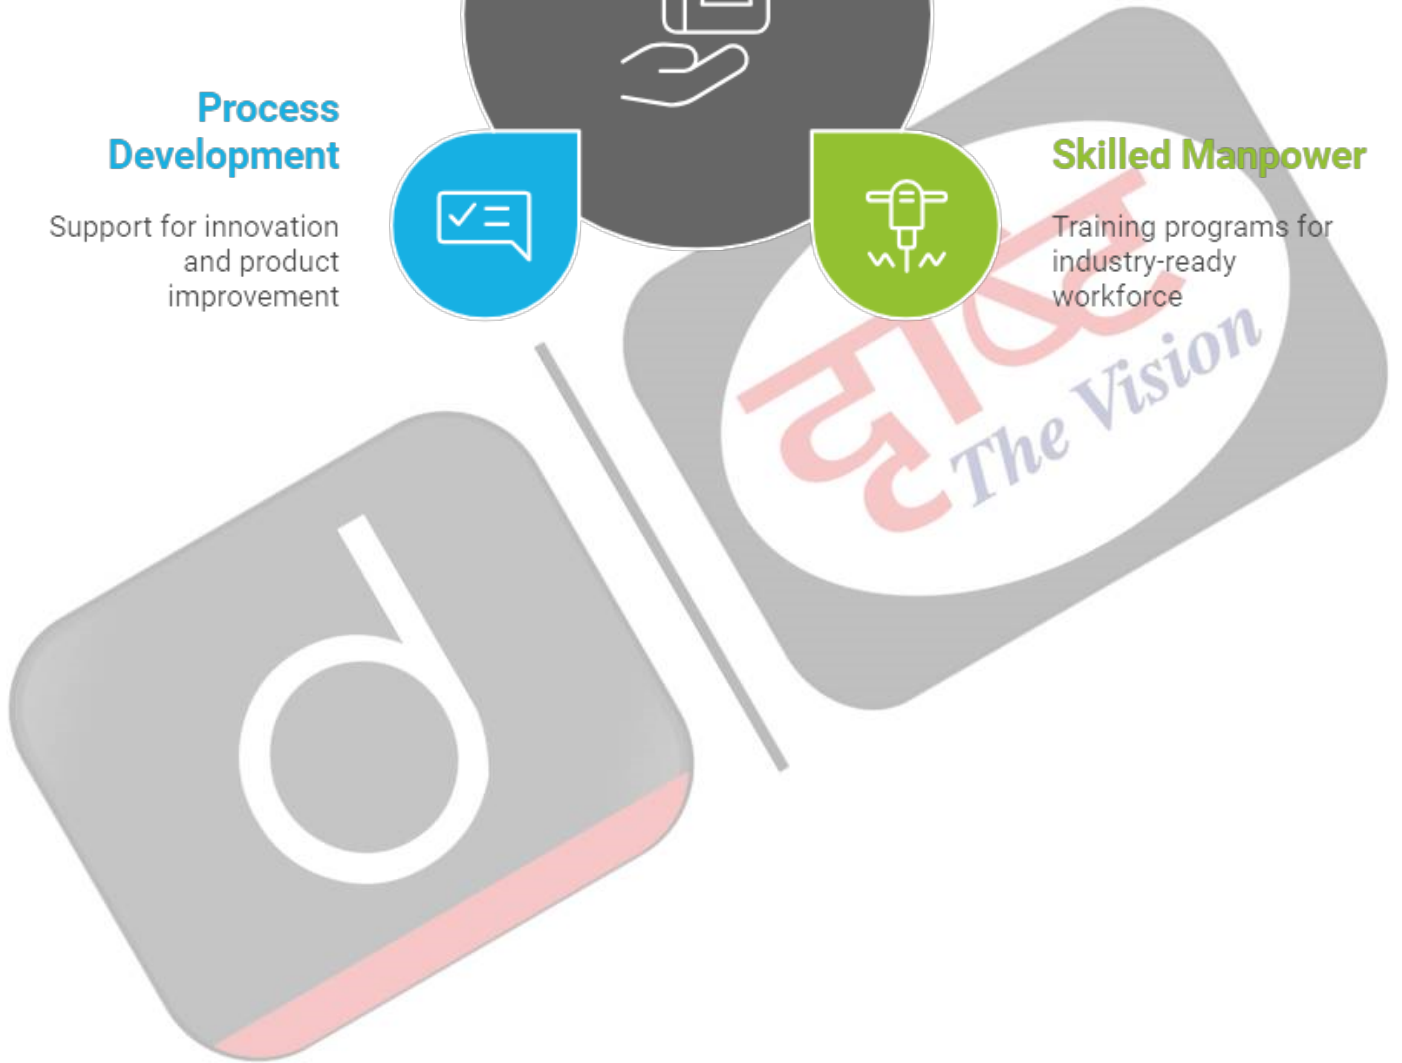 Process
Development
Support for innovation
and product
improvement
Skilled Manpower
Training programs for
industry-ready
workforce
दृष्टि
The Vision
d